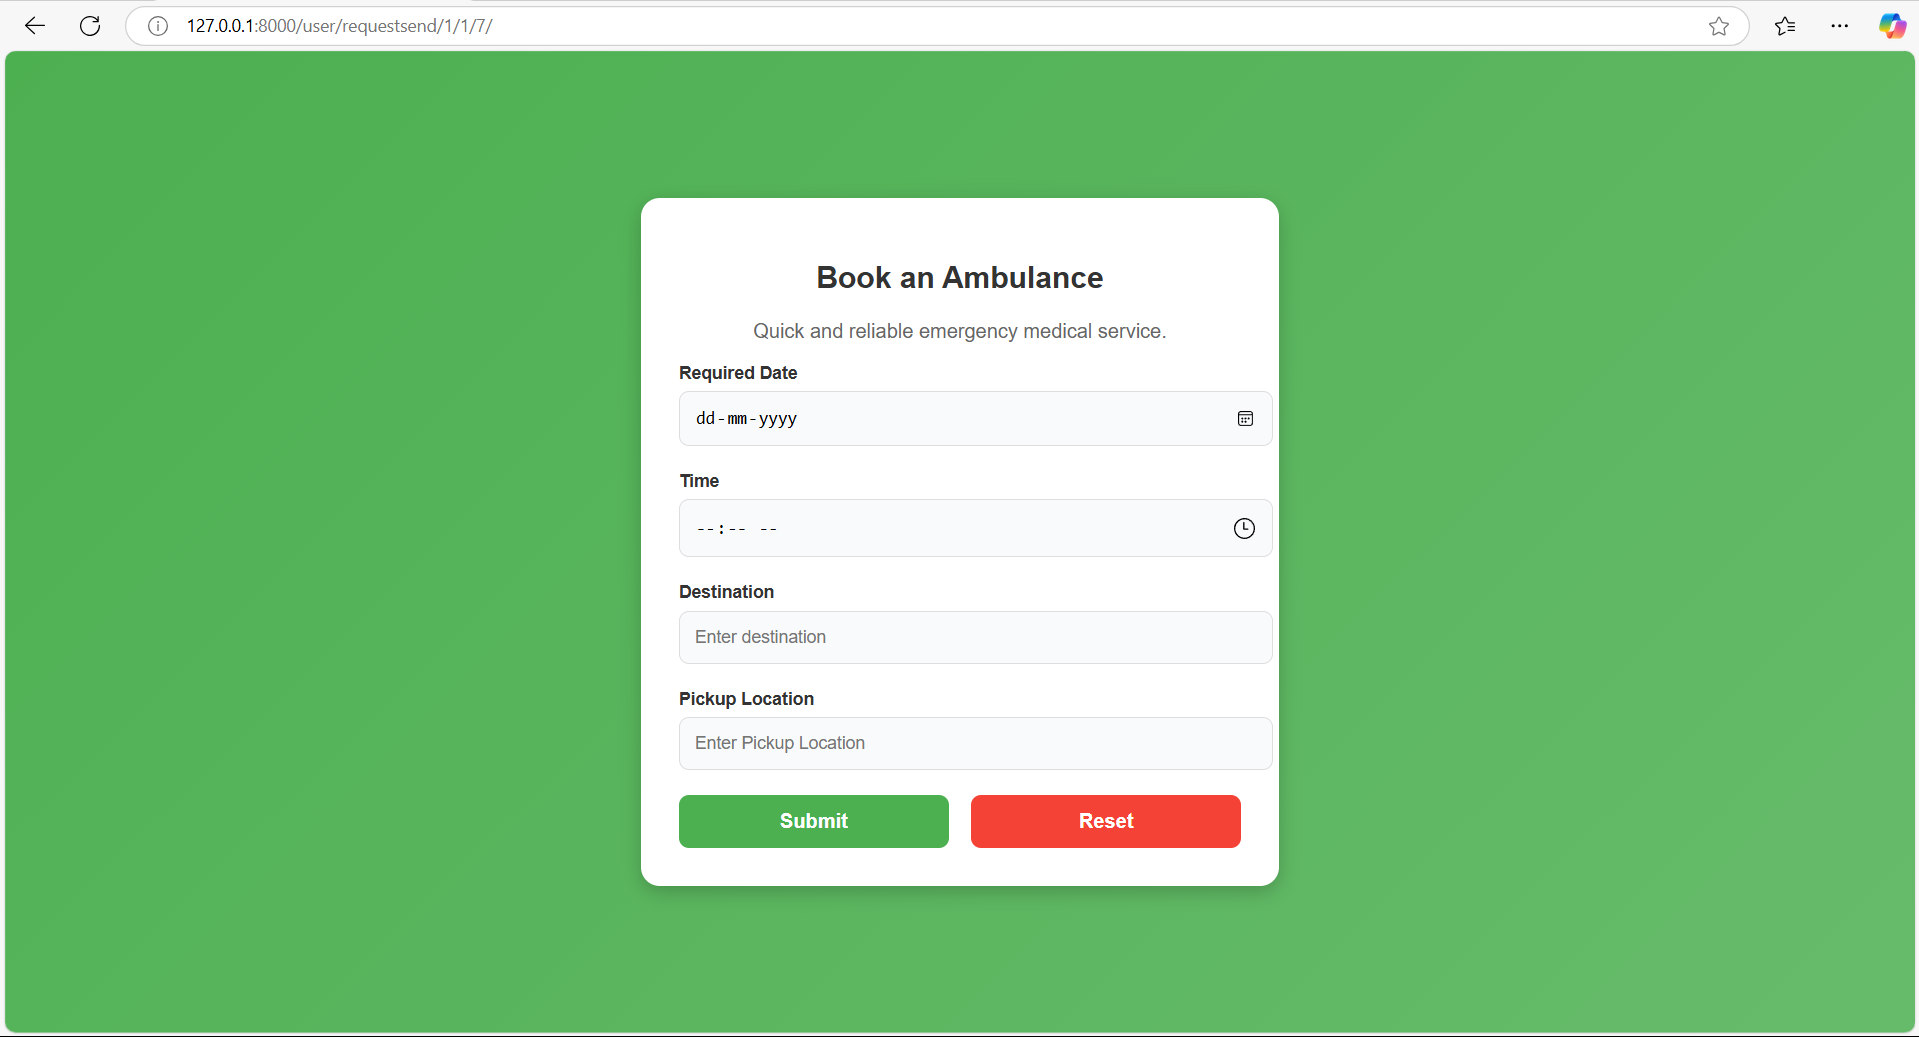 127.0.0.1:8000/user/requestsend/1/1/7/
Book an Ambulance
Quick and reliable emergency medical service.
Required Date
dd-mm-yyyy
Time
--:-- --
Destination
Enter destination
Pickup Location
Enter Pickup Location
Submit Reset